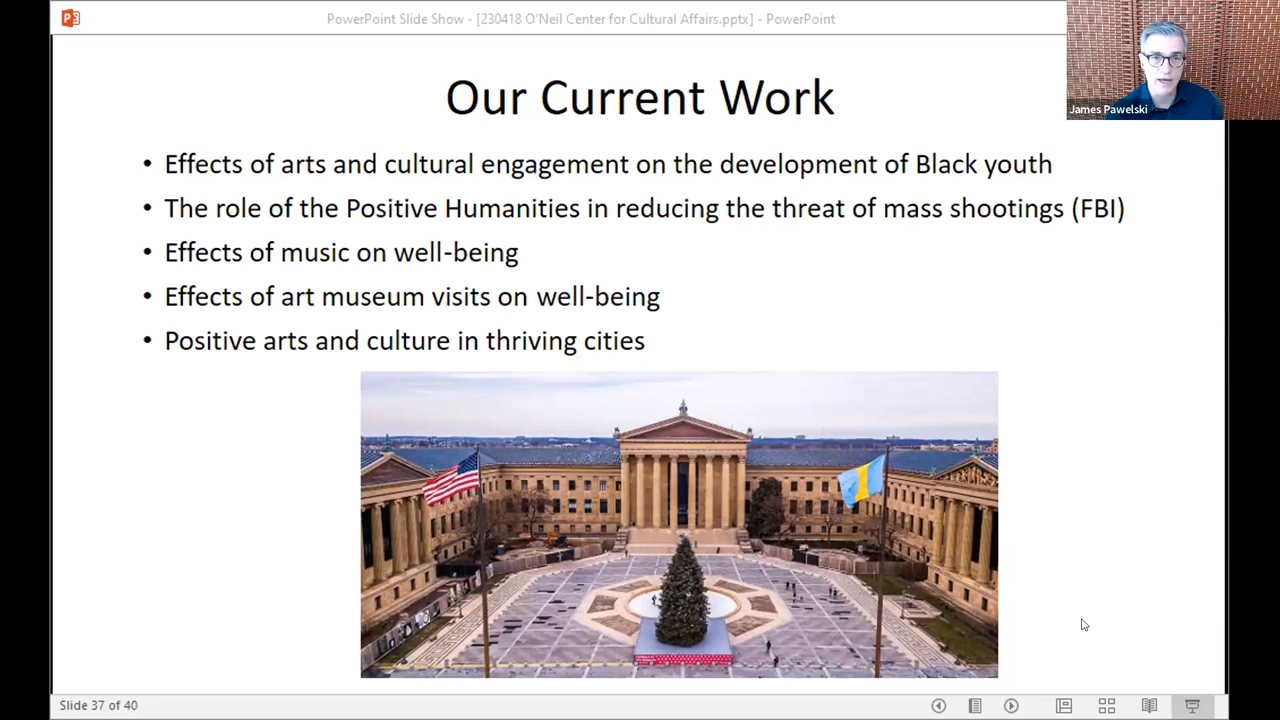 PowerPoint Slide Show - [230418 O'Neil Center for Cultural Affairs.pptx] - PowerPoint
James Pawelski
Our Current Work
• Effects of arts and cultural engagement on the development of Black youth
• The role of the Positive Humanities in reducing the threat of mass shootings (FBI)
• Effects of music on well-being
• Effects of art museum visits on well-being
• Positive arts and culture in thriving cities
Slide 37 of 40